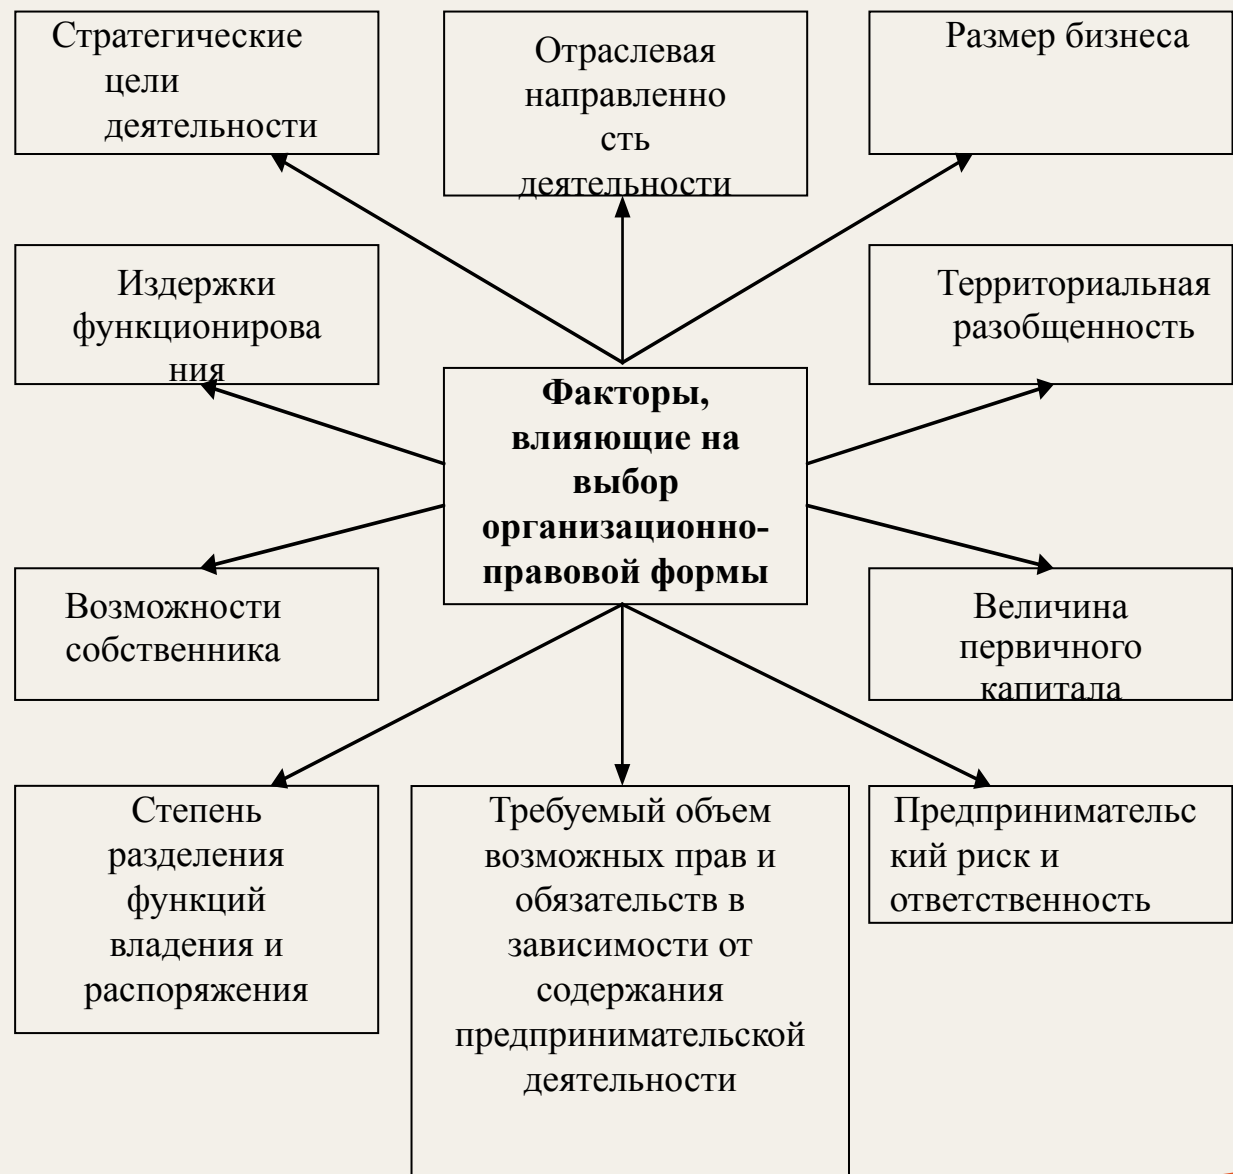 Стратегические
цели
деятельности
Отраслевая
направленно
сть
деятельности
Размер бизнеса
Издержки
функционирова
ния
Территориальная
разобщенность
Факторы,
влияющие на
выбор
организационно-
правовой формы
Возможности
собственника
Величина
первичного
капитала
Степень
разделения
функций
владения и
распоряжения
Требуемый объем
возможных прав и
обязательств в
зависимости от
содержания
предпринимательской
деятельности
Предпринимательс
кий риск и
ответственность